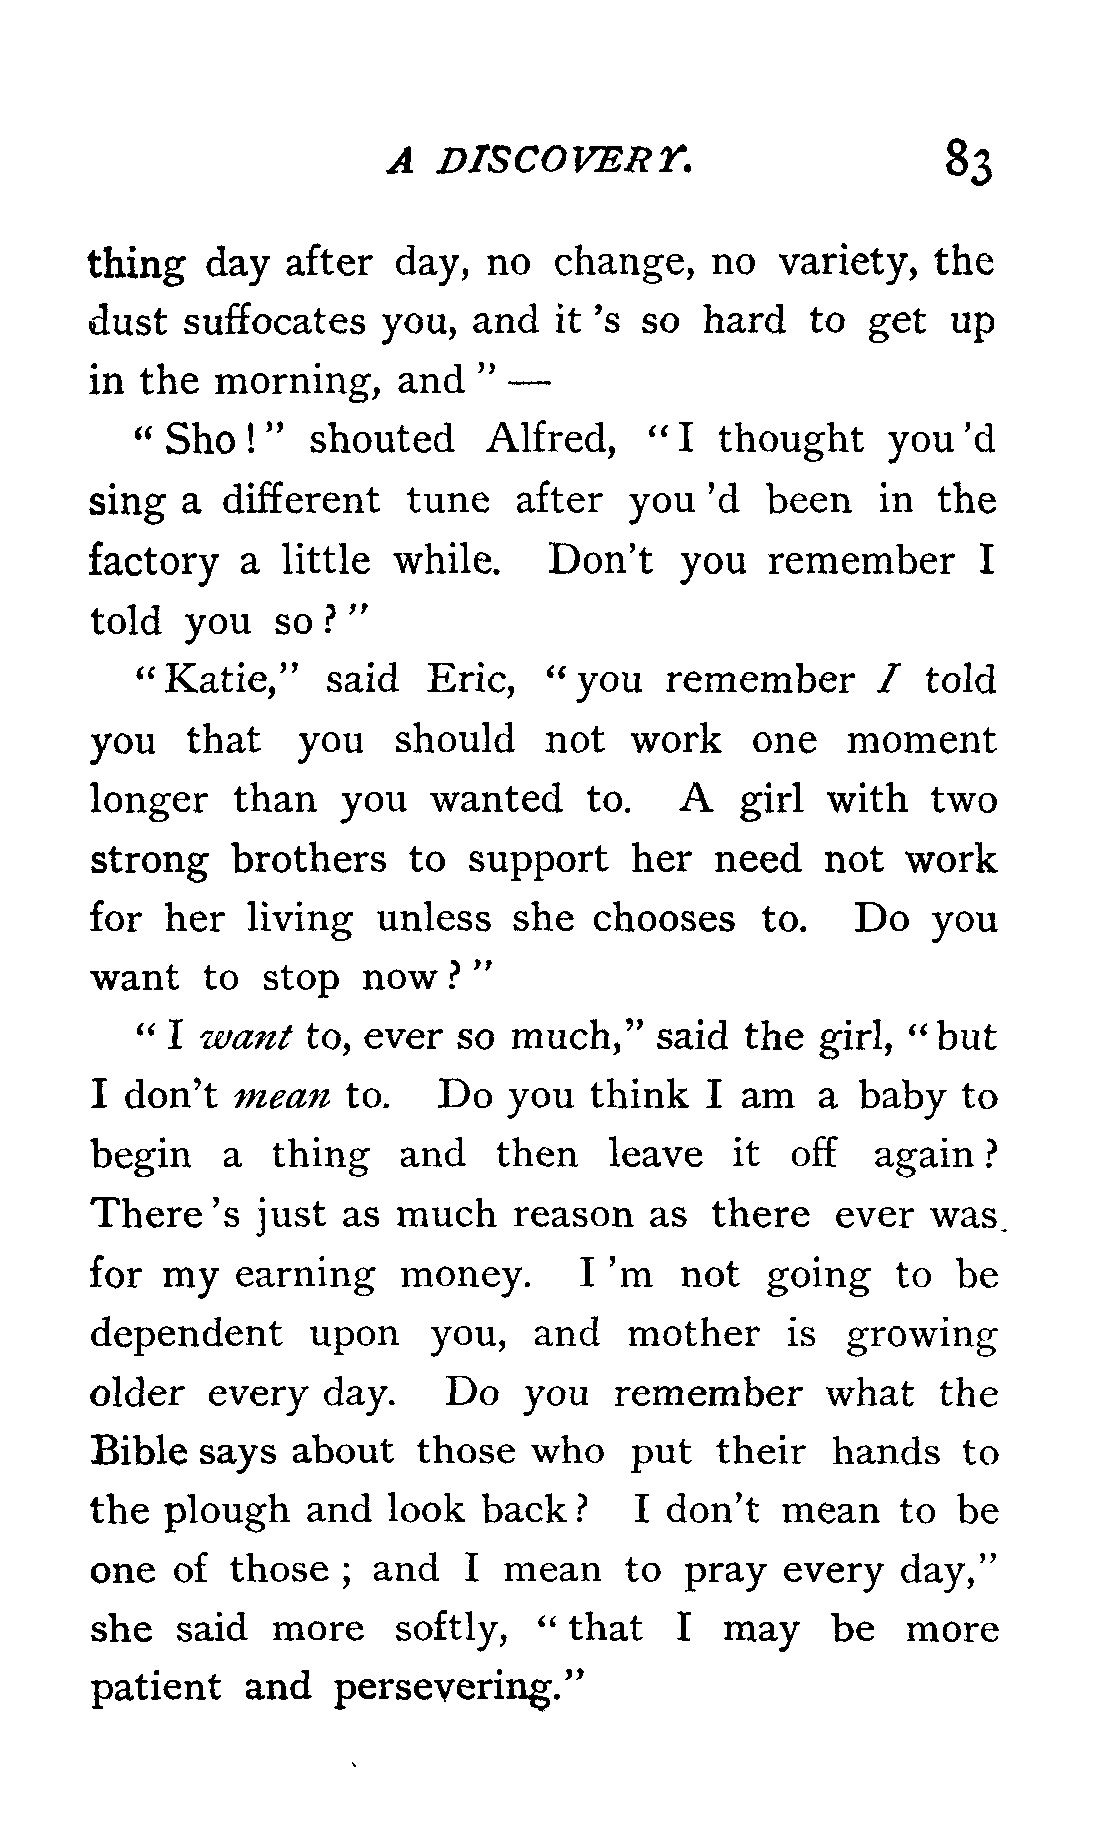 A DISCOVERY. 83
thing day after day, no change, no variety, the
dust suffocates you, and it 's so hard to get up
in the morning, and " —
" Sho ! " shouted Alfred, " I thought you 'd
sing a different tune after you 'd been in the
factory a little while. Don't you remember I
told you so ? "
" Katie," said Eric, " you remember I told
you that you should not work one moment
longer than you wanted to. A girl with two
strong brothers to support her need not work
for her living unless she chooses to. Do you
want to stop now ? "
" I want to, ever so much," said the girl, " but
I don't mean to. Do you think I am a baby to
begin a thing and then leave it off again ?
There 's just as much reason as there ever was.
for my earning money. I 'm not going to be
dependent upon you, and mother is growing
older every day. Do you remember what the
Bible says about those who put their hands to
the plough and look back ? I don't mean to be
one of those ; and I mean to pray every day,"
she said more softly, " that I may be more
patient and persevering."